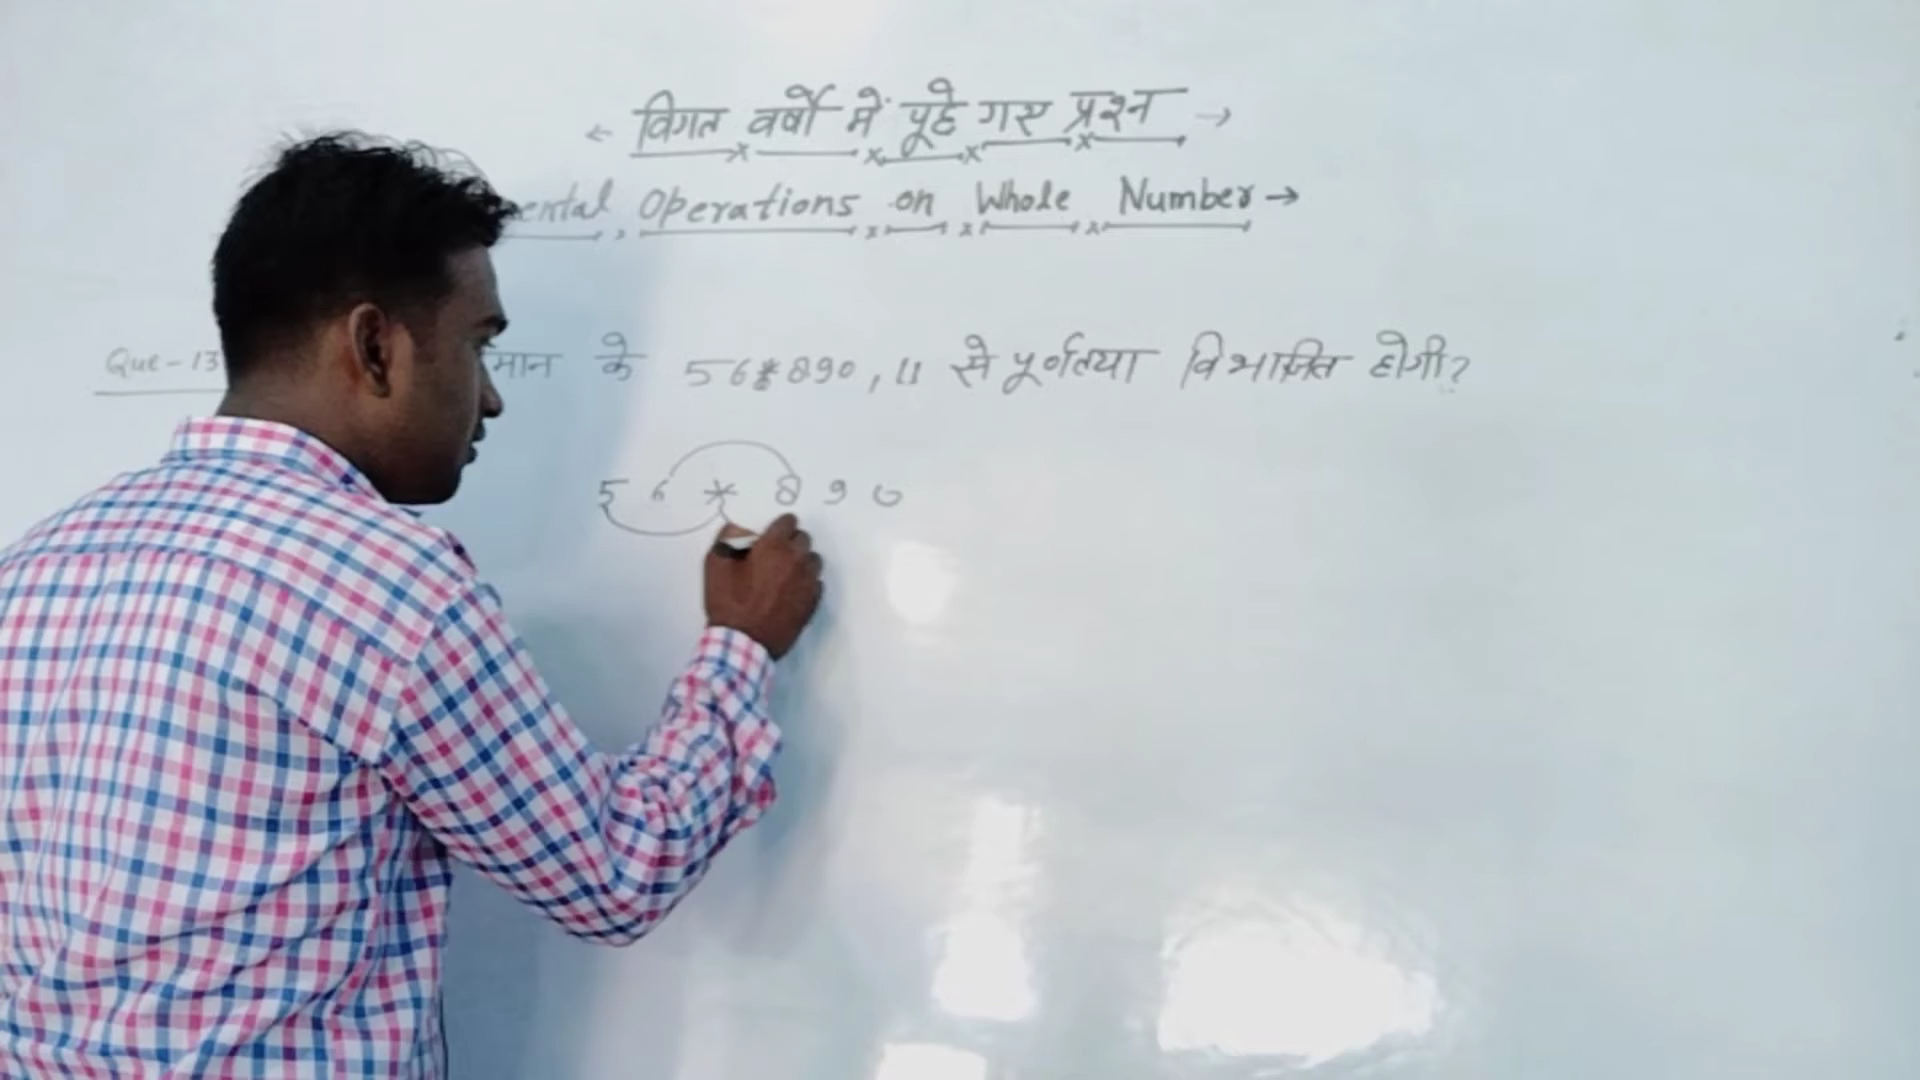 ← विगत वर्षों में पूछे गए प्रश्न →
Operations on Whole Number →
Que-13 मान के 56*890, 11 से पूर्णतया विभाजित होगी?
5 6 * 8 9 0